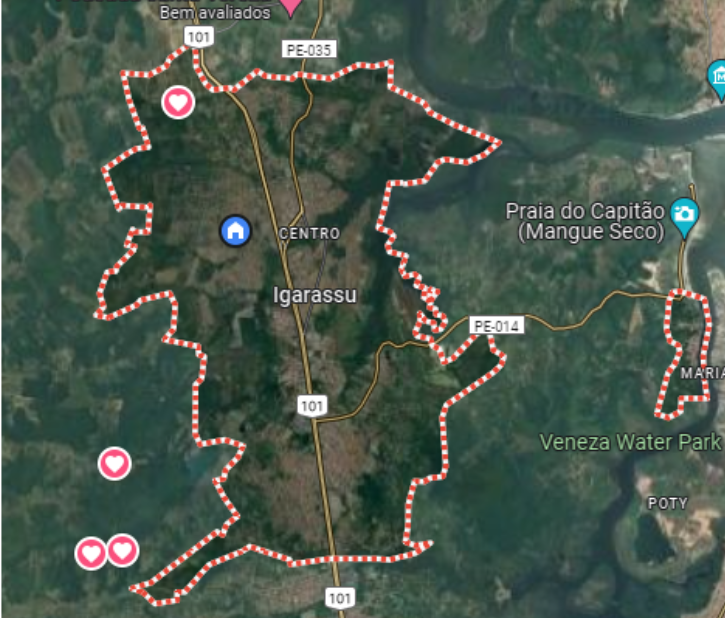 Bem avaliados
101
PE-035
Praia do Capitão
(Mangue Seco)
CENTRO
Igarassu
PE-014
MARIA
101
Veneza Water Park
POTY
101